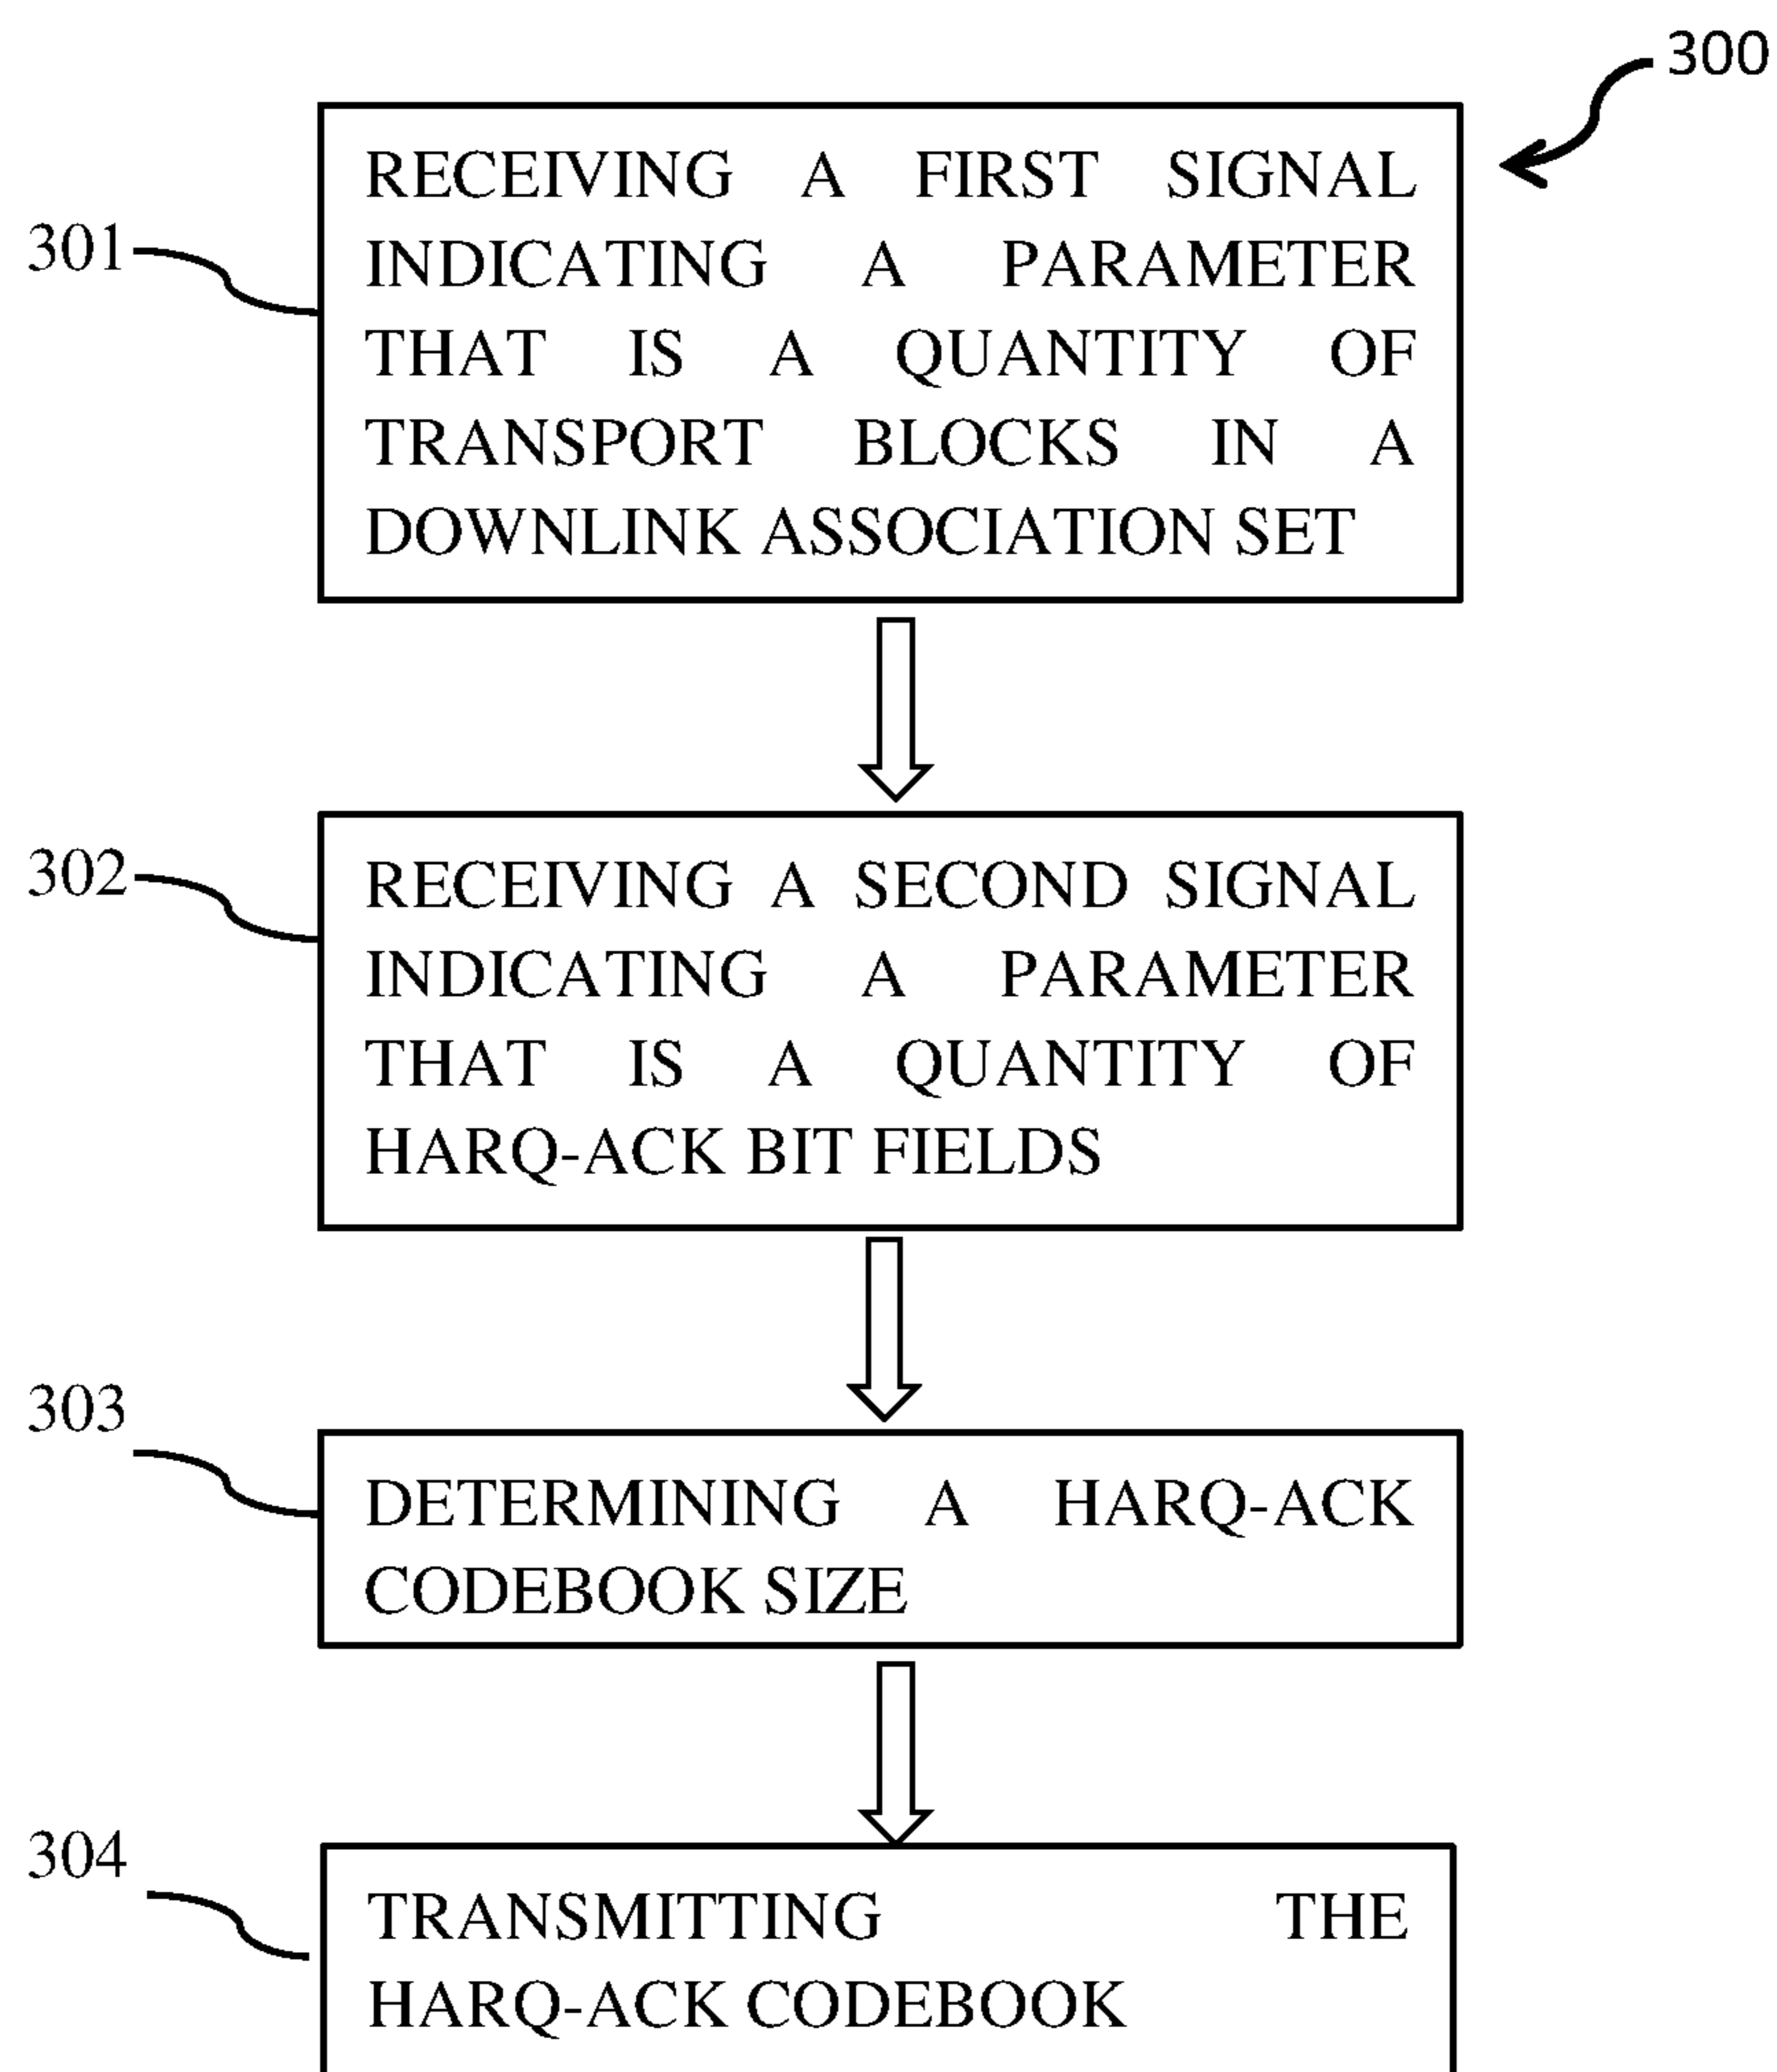 300
301
RECEIVING A FIRST SIGNAL
INDICATING A PARAMETER
THAT IS A QUANTITY OF
TRANSPORT BLOCKS IN A
DOWNLINK ASSOCIATION SET
302
RECEIVING A SECOND SIGNAL
INDICATING A PARAMETER
THAT IS A QUANTITY OF
HARQ-ACK BIT FIELDS
303
DETERMINING A HARQ-ACK
CODEBOOK SIZE
304
TRANSMITTING THE
HARQ-ACK CODEBOOK